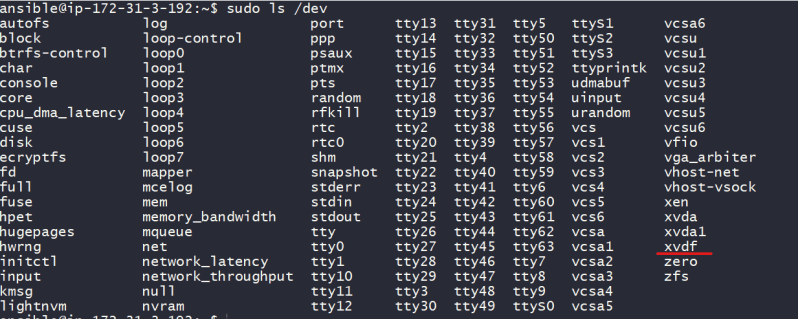 ansible@ip-172-31-3-192:~$ sudo ls /dev
autofs log port tty13 tty31 tty5 ttyS1 vcsa6
block loop-control ppp tty14 tty32 tty50 ttyS2 vcsu
btrfs-control loop0 psaux tty15 tty33 tty51 ttyS3 vcsu1
char loop1 ptmx tty16 tty34 tty52 ttyprintk vcsu2
console loop2 pts tty17 tty35 tty53 udmabuf vcsu3
core loop3 random tty18 tty36 tty54 uinput vcsu4
cpu_dma_latency loop4 rfkill tty19 tty37 tty55 urandom vcsu5
cuse loop5 rtc tty2 tty38 tty56 vcs vcsu6
disk loop6 rtc0 tty20 tty39 tty57 vcs1 vfio
ecryptfs loop7 shm tty21 tty4 tty58 vcs2 vga_arbiter
fd mapper snapshot tty22 tty40 tty59 vcs3 vhost-net
full mcelog stderr tty23 tty41 tty6 vcs4 vhost-vsock
fuse mem stdin tty24 tty42 tty60 vcs5 xen
hpet memory_bandwidth stdout tty25 tty43 tty61 vcs6 xvda
hugepages mqueue tty tty26 tty44 tty62 vcsa xvda1
hwrng net tty0 tty27 tty45 tty63 vcsa1 xvdf
initctl network_latency tty1 tty28 tty46 tty7 vcsa2 zero
input network_throughput tty10 tty29 tty47 tty8 vcsa3 zfs
kmsg null tty11 tty3 tty48 tty9 vcsa4
lightnvm nvram tty12 tty30 tty49 ttyS0 vcsa5
ansible@ip-172-31-3-192:~$